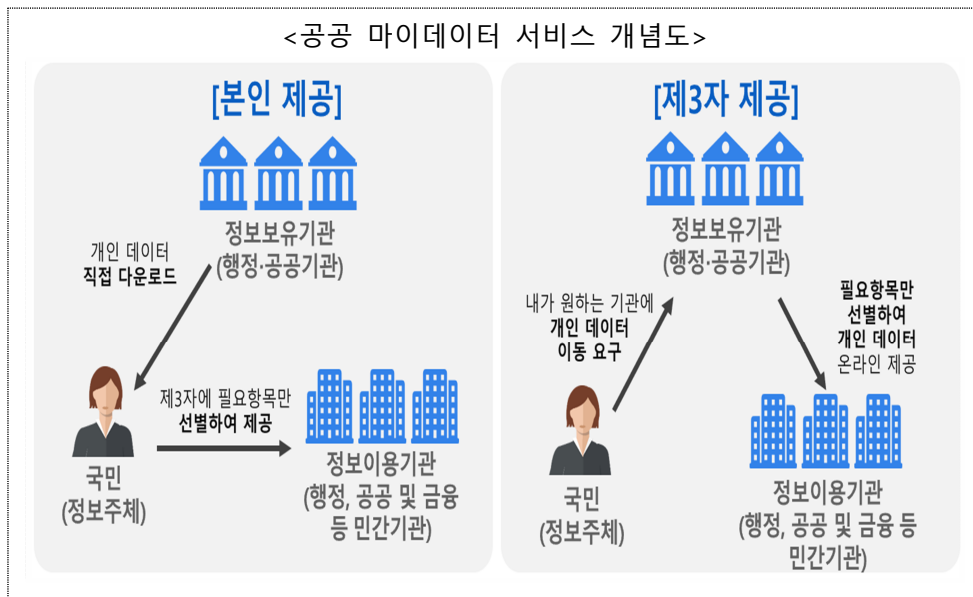 <공공 마이데이터 서비스 개념도>
[본인 제공]
정보보유기관
(행정·공공기관)
개인 데이터
직접 다운로드
제3자에 필요항목만
선별하여 제공
국민
(정보주체)
정보이용기관
(행정, 공공 및 금융
등 민간기관)
[제3자 제공]
정보보유기관
(행정·공공기관)
내가 원하는 기관에
개인 데이터
이동 요구
필요항목만
선별하여
개인 데이터
온라인 제공
국민
(정보주체)
정보이용기관
(행정, 공공 및 금융 등
민간기관)